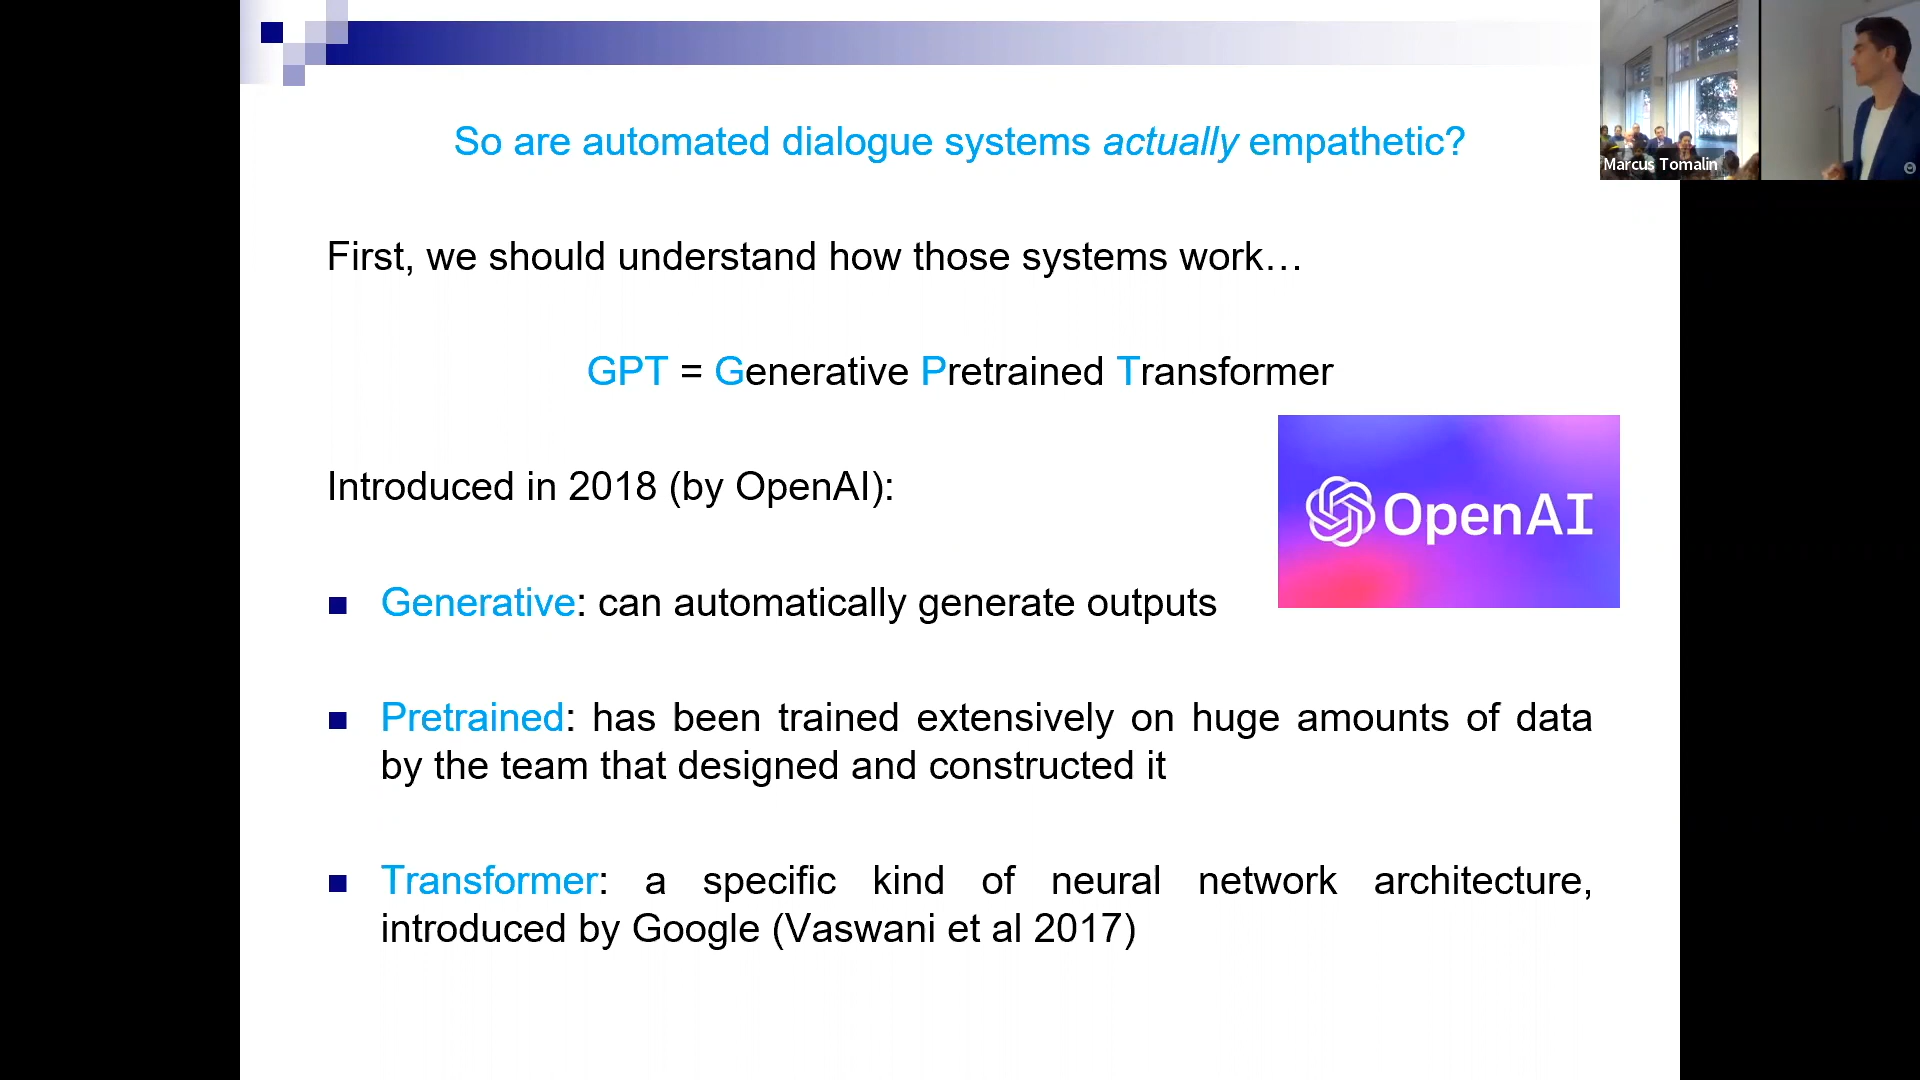 So are automated dialogue systems actually empathetic?
Marcus Tomalin
First, we should understand how those systems work…
GPT = Generative Pretrained Transformer
Introduced in 2018 (by OpenAI):
OpenAI
Generative: can automatically generate outputs
Pretrained: has been trained extensively on huge amounts of data
by the team that designed and constructed it
Transformer: a specific kind of neural network architecture,
introduced by Google (Vaswani et al 2017)